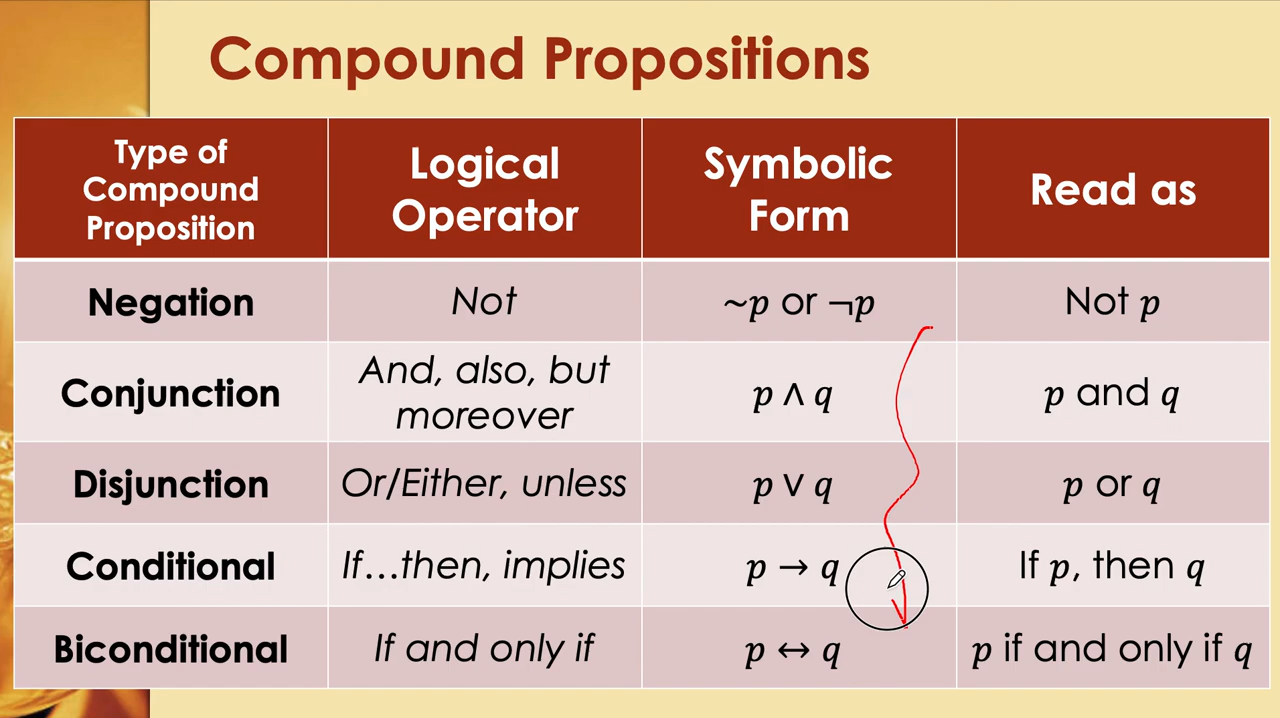 Compound Propositions
Type of
Compound
Proposition
Logical
Operator
Symbolic
Form
Read as
Negation
Not
~p or ¬p
Not p
Conjunction
And, also, but
moreover
p ∧ q
p and q
Disjunction
Or/Either, unless
p ∨ q
p or q
Conditional
If...then, implies
p → q
If p, then q
Biconditional
If and only if
p ↔ q
p if and only if q